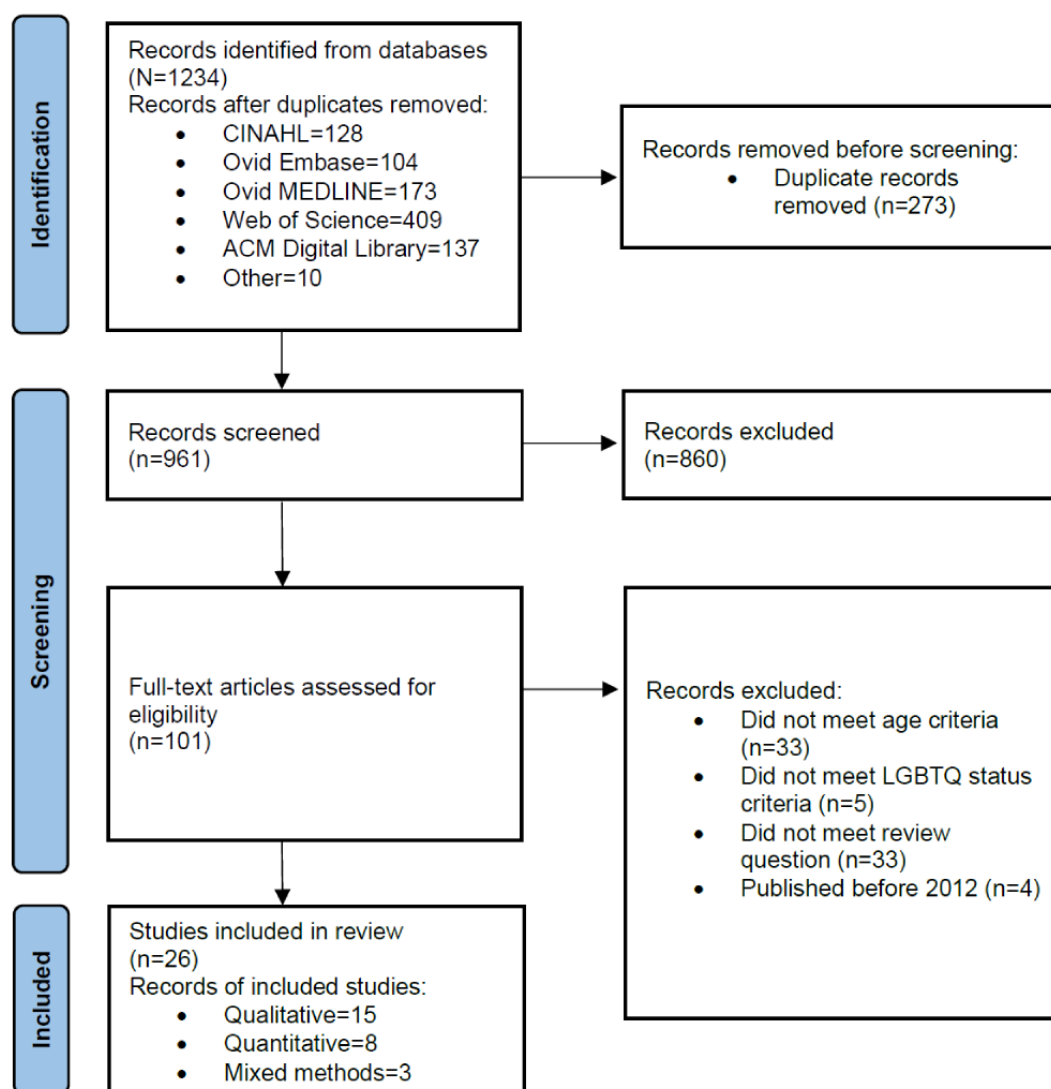 Identification
Records identified from databases
(N=1234)
Records after duplicates removed:
• CINAHL=128
• Ovid Embase=104
• Ovid MEDLINE=173
• Web of Science=409
• ACM Digital Library=137
• Other=10
Records removed before screening:
• Duplicate records
removed (n=273)
Screening
Records screened
(n=961)
Records excluded
(n=860)
Full-text articles assessed for
eligibility
(n=101)
Records excluded:
• Did not meet age criteria
(n=33)
• Did not meet LGBTQ status
criteria (n=5)
• Did not meet review
question (n=33)
• Published before 2012 (n=4)
Included
Studies included in review
(n=26)
Records of included studies:
• Qualitative=15
• Quantitative=8
• Mixed methods=3